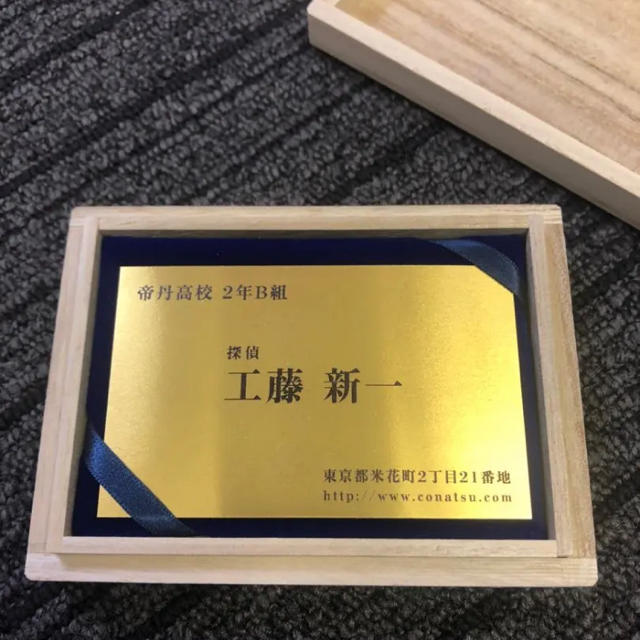 帝丹高校 2年B組
探偵
工藤 新一
東京都米花町2丁目21番地
http://www.conatsu.com